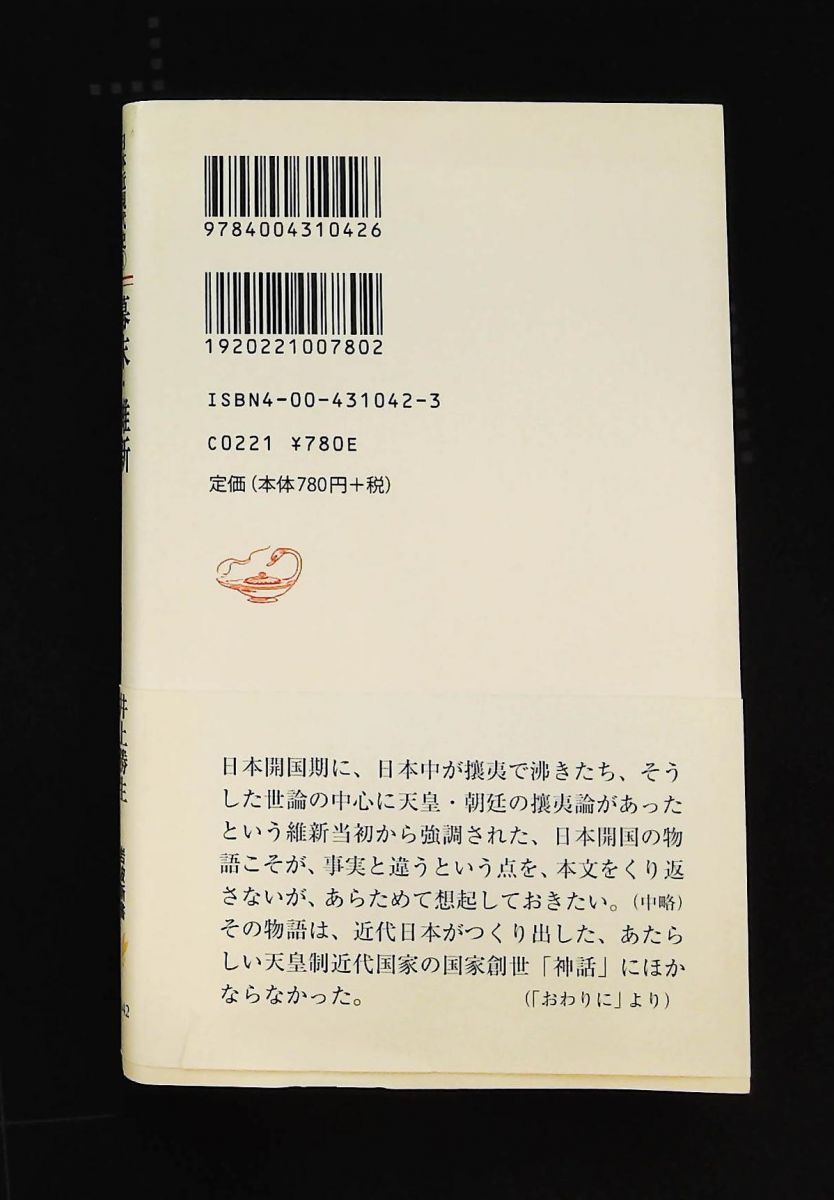 9784004310426
1920221007802
ISBN4-00-431042-3
C0221 ¥780E
定価(本体780円+税)
日本開国期に、日本中が攘夷で沸きたち、そう
した世論の中心に天皇・朝廷の攘夷論があった
という維新当初から強調された、日本開国の物
語こそが、事実と違うという点を、本文をくり返
さないが、あらためて想起しておきたい。(中略)
その物語は、近代日本がつくり出した、あたら
しい天皇制近代国家の国家創世「神話」にほか
ならなかった。
(「おわりに」より)
幕末・維新
井上勝生